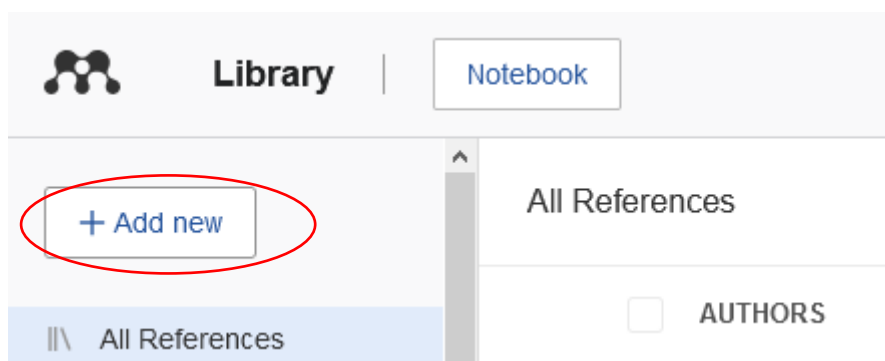 Library
Notebook
+ Add new
All References
All References
AUTHORS